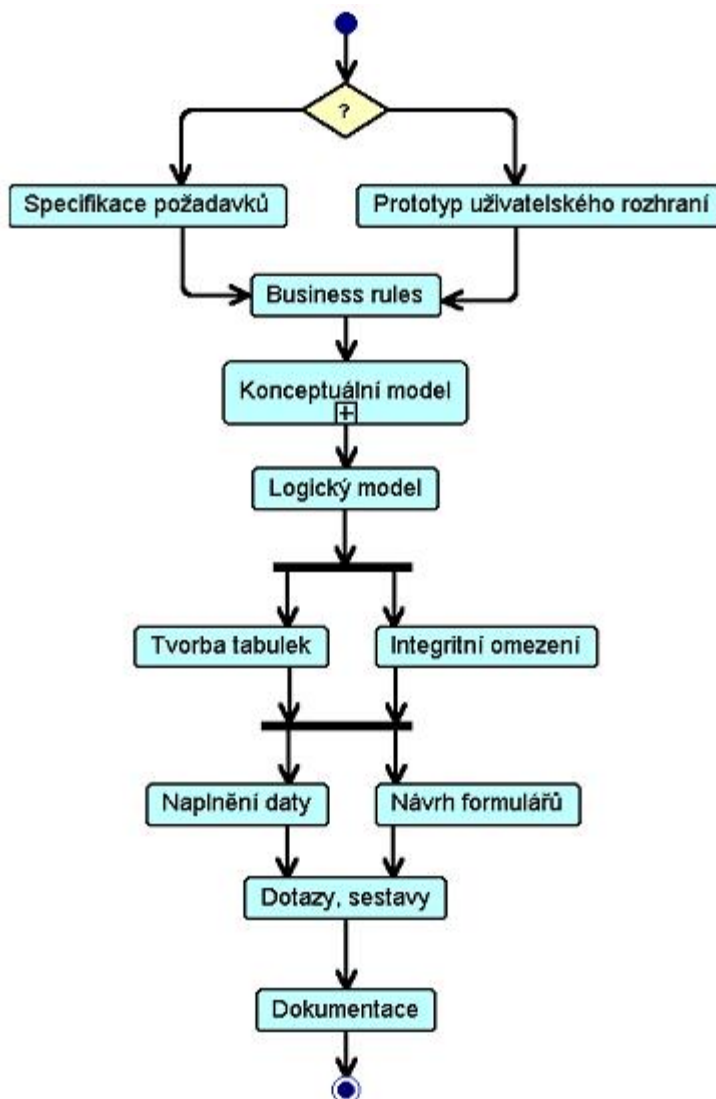 ?
Specifikace požadavků
Prototyp uživatelského rozhraní
Business rules
Konceptuální model
Logický model
Tvorba tabulek
Integritní omezení
Naplnění daty
Návrh formulářů
Dotazy, sestavy
Dokumentace